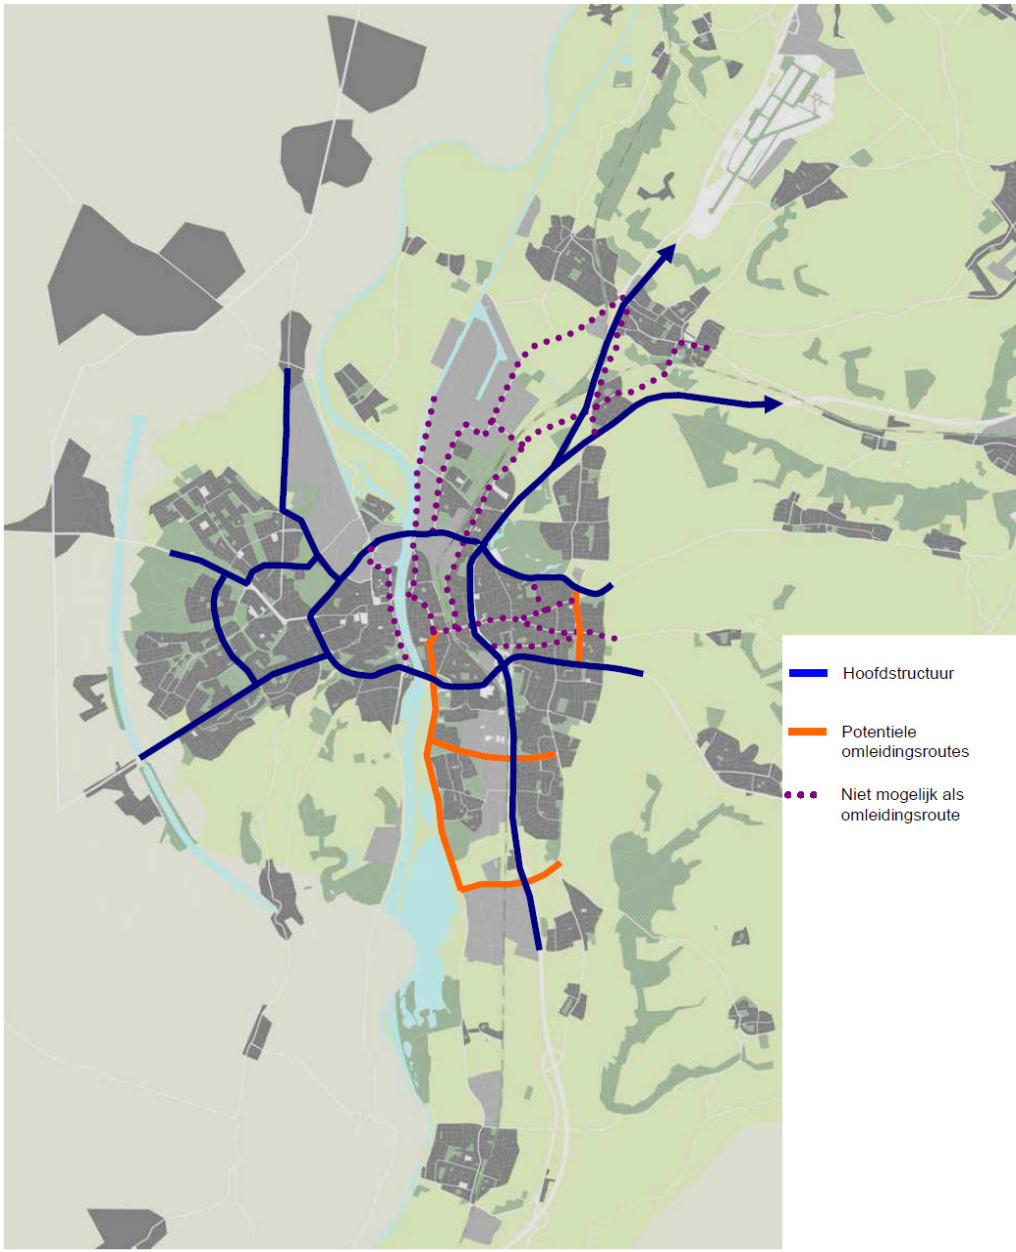 Hoofdstructuur
Potentiele
omleidingsroutes
Niet mogelijk als
omleidingsroute